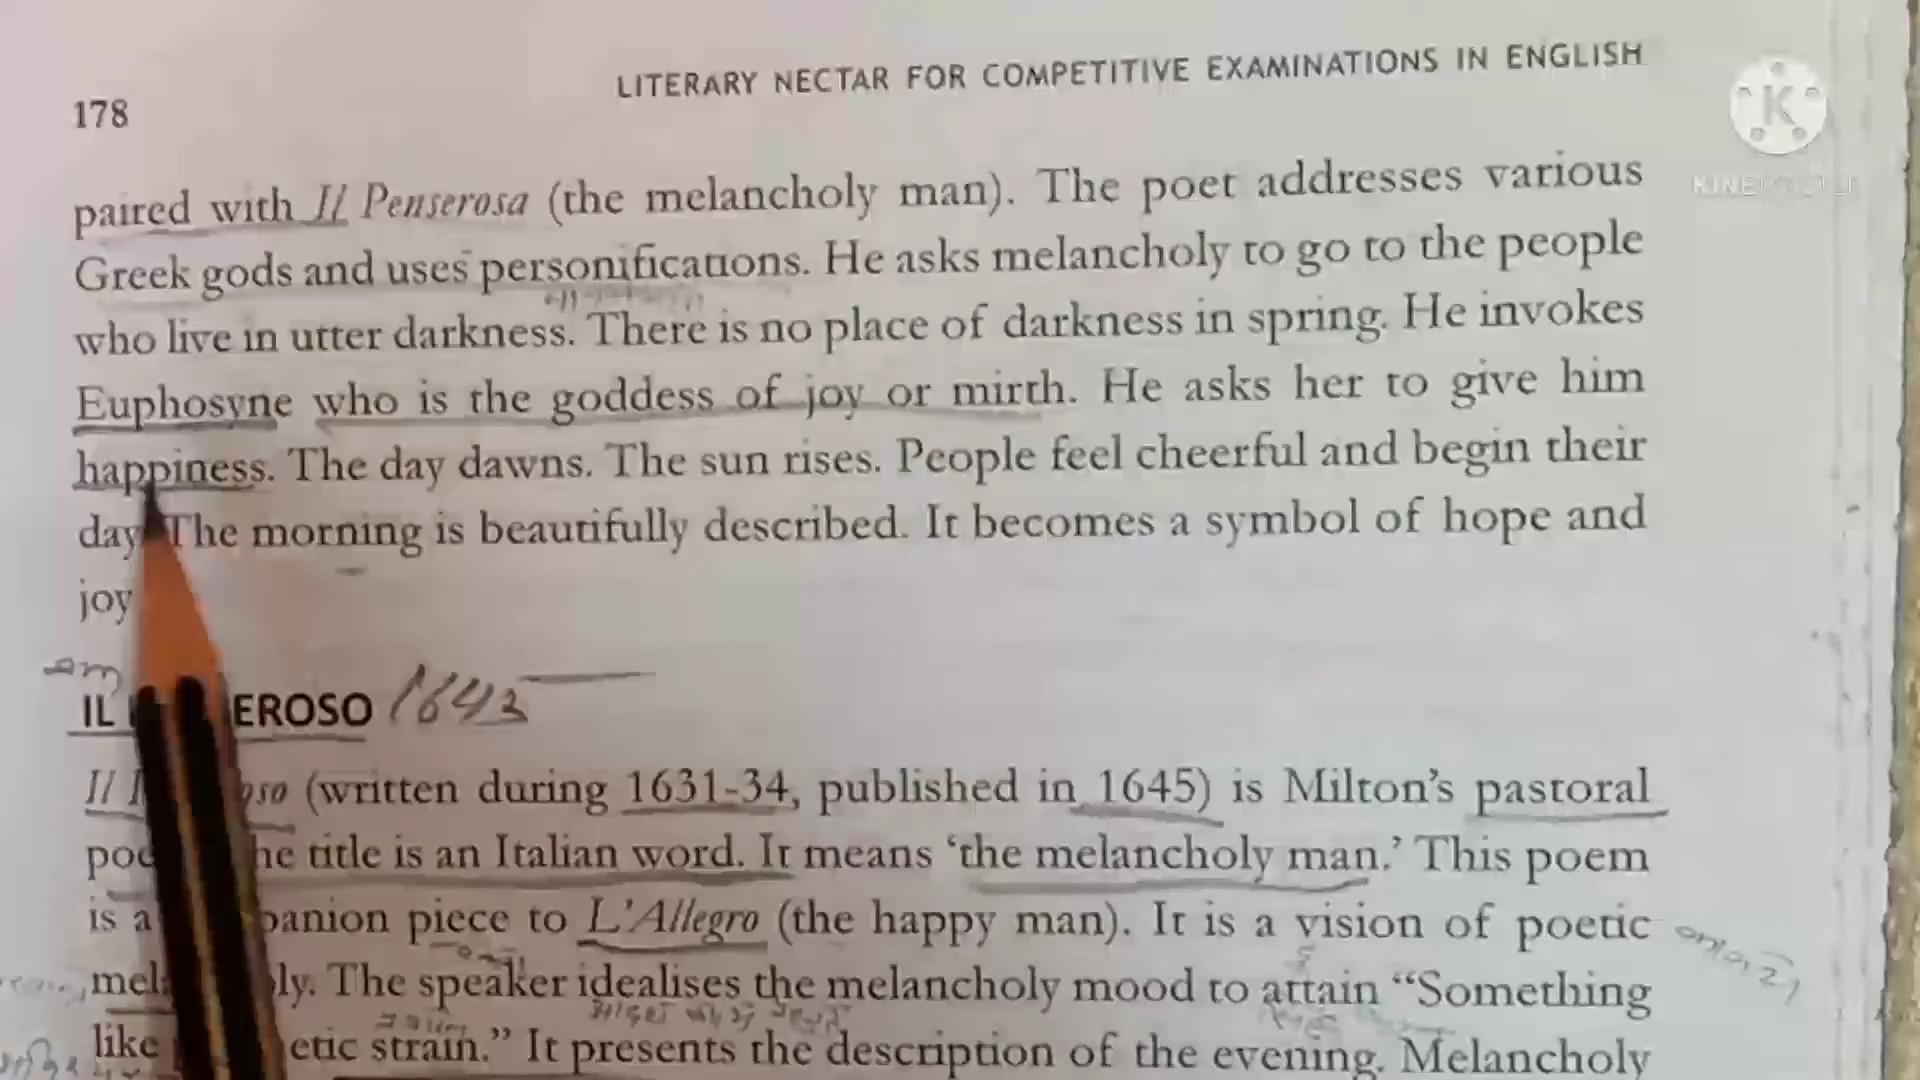 178
LITERARY NECTAR FOR COMPETITIVE EXAMINATIONS IN ENGLISH
K
KINEMASTER
paired with Il Penserosa (the melancholy man). The poet addresses various
Greek gods and uses personifications. He asks melancholy to go to the people
who live in utter darkness. There is no place of darkness in spring. He invokes
Euphosyne who is the goddess of joy or mirth. He asks her to give him
happiness. The day dawns. The sun rises. People feel cheerful and begin their
day The morning is beautifully described. It becomes a symbol of hope and
joy
IL EROSO 1645
Il oso (written during 1631-34, published in 1645) is Milton's pastoral
title is an Italian word. It means 'the melancholy man.' This poem
is a panion piece to L'Allegro (the happy man). It is a vision of poetic
ly. The speaker idealises the melancholy mood to attain "Something
like etic strain." It presents the description of the evening. Melancholy